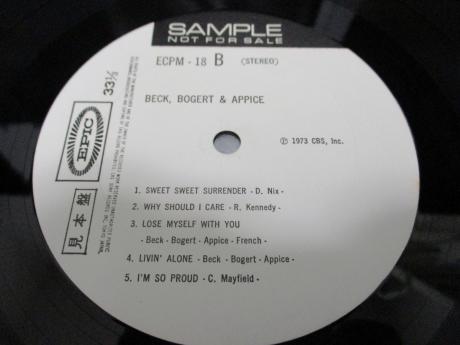 SAMPLE
NOT FOR SALE
ECPM - 18 B (STEREO)
33⅓
BECK, BOGERT & APPICE
EPIC
℗ 1973 CBS, Inc.
見本盤
1. SWEET SWEET SURRENDER - D. Nix -
2. WHY SHOULD I CARE - R. Kennedy -
3. LOSE MYSELF WITH YOU
- Beck - Bogert - Appice - French -
4. LIVIN' ALONE - Beck - Bogert - Appice -
5. I'M SO PROUD - C. Mayfield -